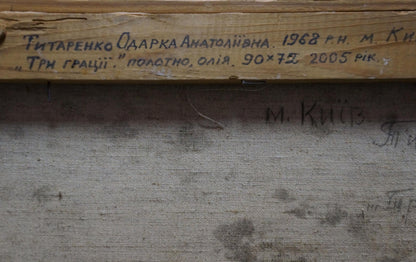 Титаренко Одарка Анатоліївна. 1968 р.н. м. Ки
„Три грації.” полотно, олія. 90×75 2005 рік.
м. Київ